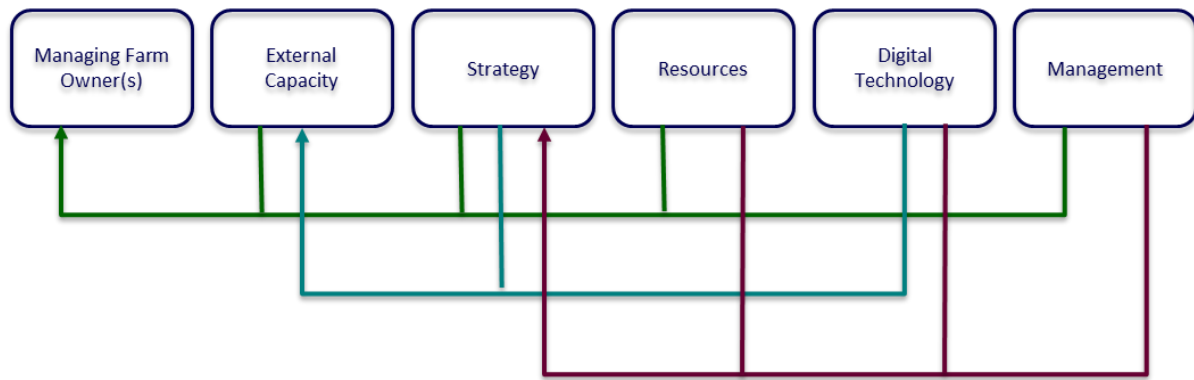 Managing Farm
Owner(s)
External
Capacity
Strategy
Resources
Digital
Technology
Management